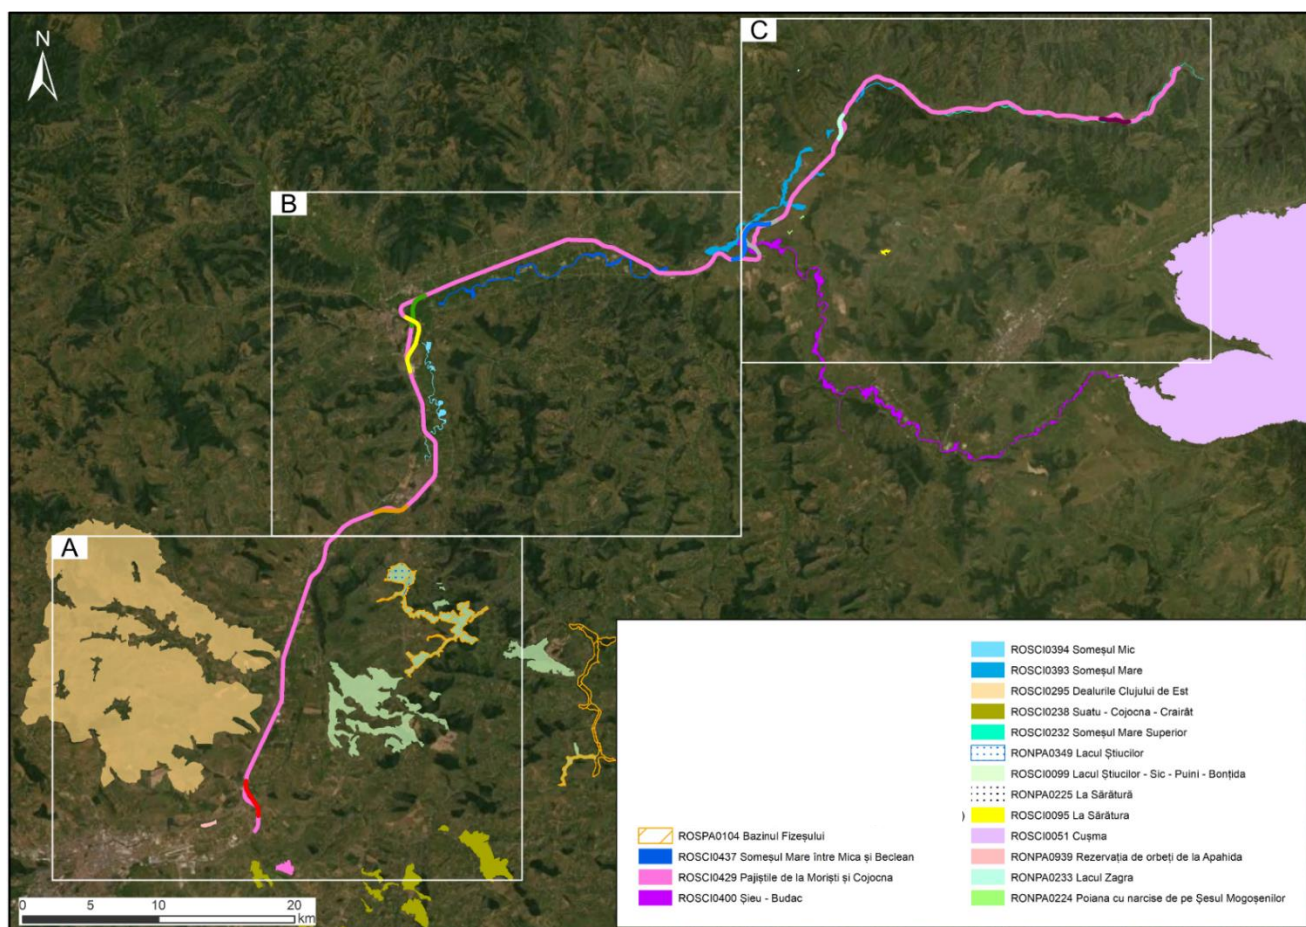 N
C
B
A
0 5 10 20
km
ROSPA0104 Bazinul Fizeșului
ROSCI0437 Someșul Mare între Mica și Beclean
ROSCI0429 Pajiștile de la Moriști și Cojocna
ROSCI0400 Șieu - Budac
ROSCI0394 Someșul Mic
ROSCI0393 Someșul Mare
ROSCI0295 Dealurile Clujului de Est
ROSCI0238 Suatu - Cojocna - Crairât
ROSCI0232 Someșul Mare Superior
RONPA0349 Lacul Știucilor
ROSCI0099 Lacul Știucilor - Sic - Puini - Bonțida
RONPA0225 La Sărătură
)
ROSCI0095 La Sărătura
ROSCI0051 Cușma
RONPA0939 Rezervația de orbeți de la Apahida
RONPA0233 Lacul Zagra
RONPA0224 Poiana cu narcise de pe Șesul Mogoșenilor